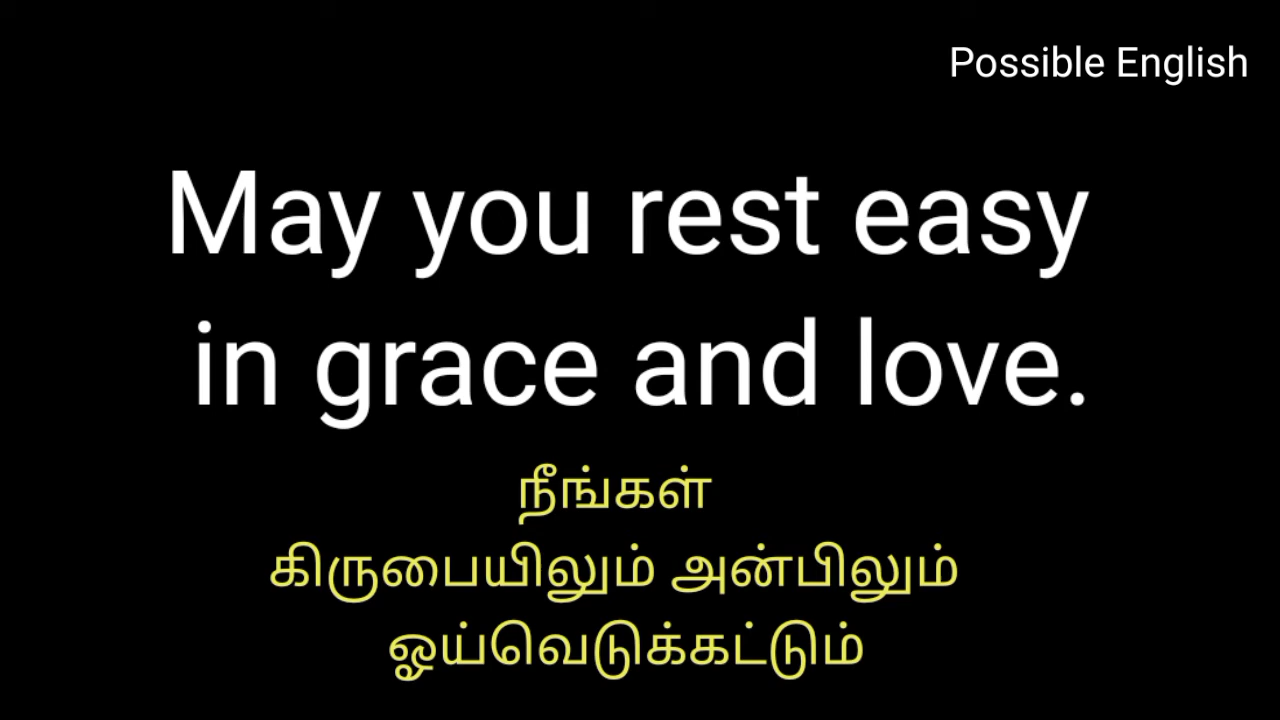 Possible English
May you rest easy
in grace and love.
நீங்கள்
கிருபையிலும் அன்பிலும்
ஓய்வெடுக்கட்டும்